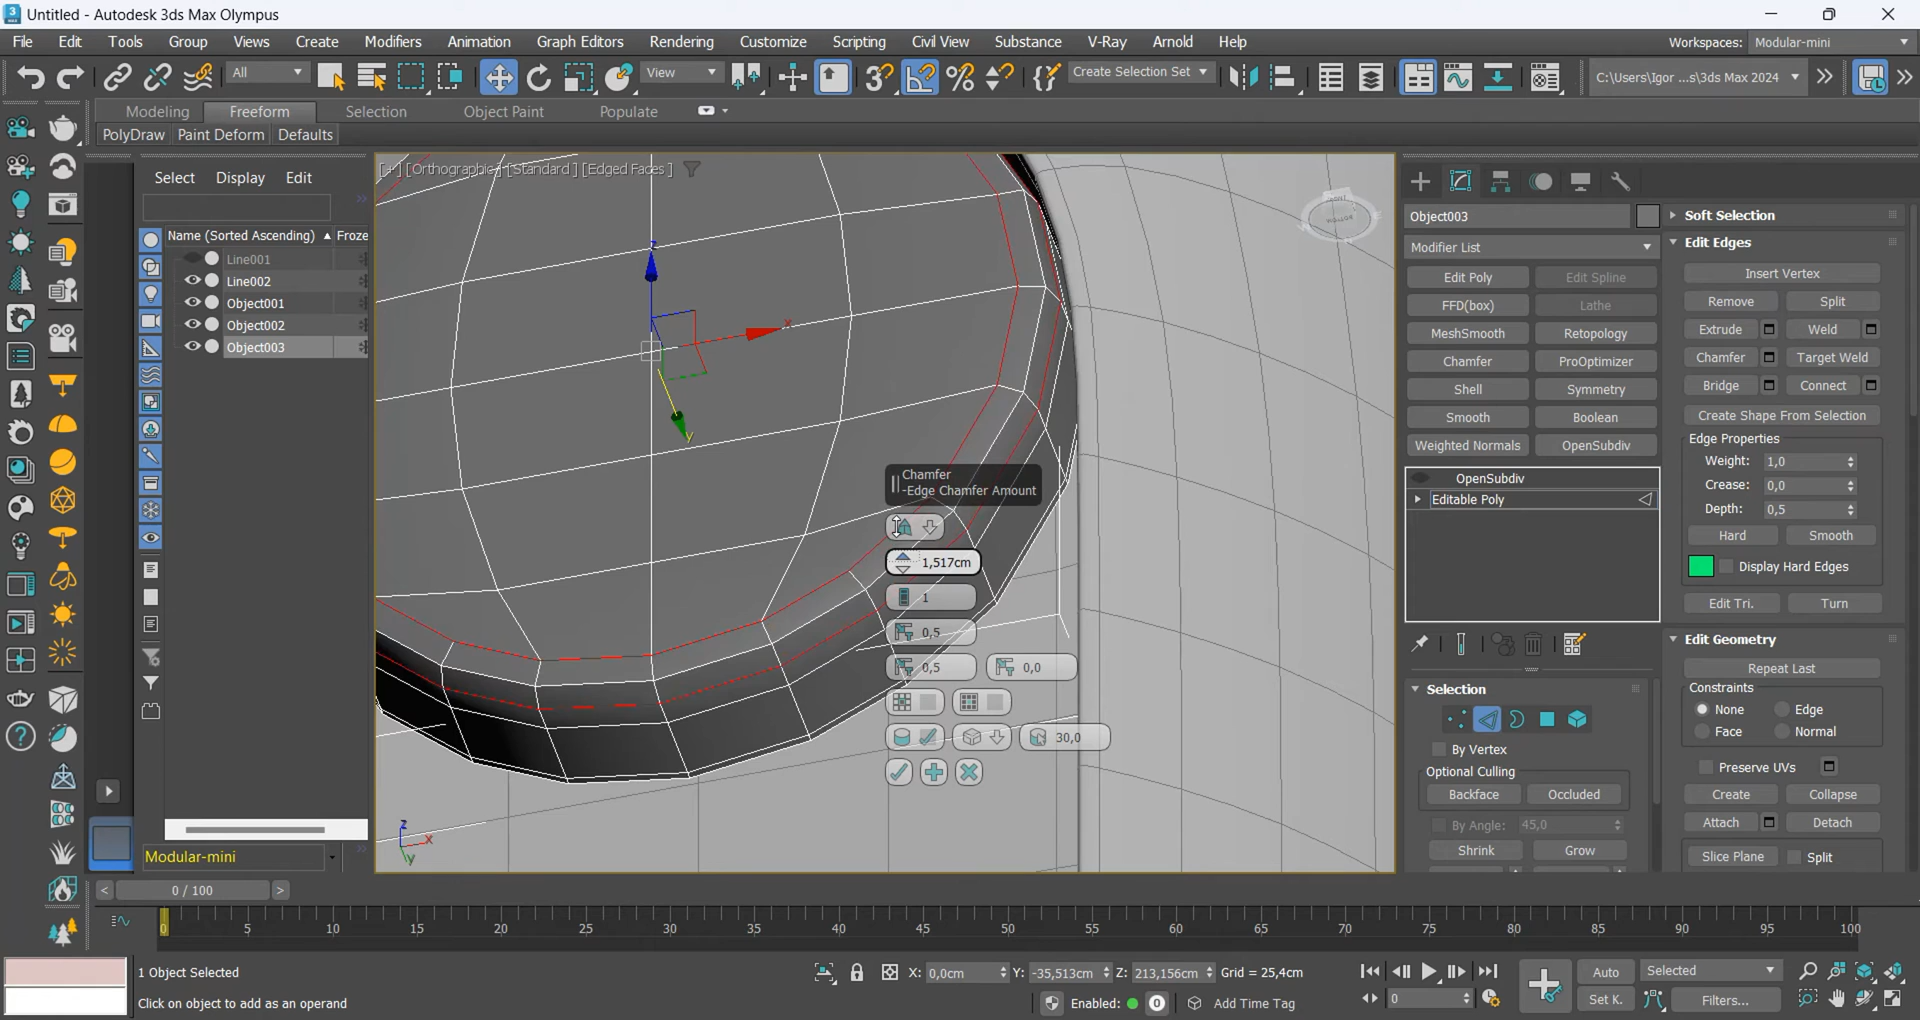 Untitled - Autodesk 3ds Max Olympus
File Edit Tools Group Views Create Modifiers Animation Graph Editors Rendering Customize Scripting Civil View Substance V-Ray Arnold Help Workspaces: Modular-mini
All View Create Selection Set C:\Users\Igor ...s\3ds Max 2024
Modeling Freeform Selection Object Paint Populate
PolyDraw Paint Deform Defaults
Select Display Edit
[+] [Orthographic] [Standard] [Edged Faces]
Name (Sorted Ascending) Froze
Line001
Line002
Object001
Object002
Object003
Modular-mini
Chamfer
-Edge Chamfer Amount
1,517cm
1
0,5
0,5 0,0
30,0
Object003
Modifier List
Edit Poly Edit Spline
FFD(box) Lathe
MeshSmooth Retopology
Chamfer ProOptimizer
Shell Symmetry
Smooth Boolean
Weighted Normals OpenSubdiv
OpenSubdiv
Editable Poly
Selection
By Vertex
Optional Culling
Backface Occluded
By Angle: 45,0
Shrink Grow
Soft Selection
Edit Edges
Insert Vertex
Remove Split
Extrude Weld
Chamfer Target Weld
Bridge Connect
Create Shape From Selection
Edge Properties
Weight: 1,0
Crease: 0,0
Depth: 0,5
Hard Smooth
Display Hard Edges
Edit Tri. Turn
Edit Geometry
Repeat Last
Constraints
None Edge
Face Normal
Preserve UVs
Create Collapse
Attach Detach
Slice Plane Split
0 / 100
0 5 10 15 20 25 30 35 40 45 50 55 60 65 70 75 80 85 90 95 100
1 Object Selected X: 0,0cm Y: -35,513cm Z: 213,156cm Grid = 25,4cm Auto Selected
Click on object to add as an operand Enabled: 0 Add Time Tag 0 Set K. Filters...